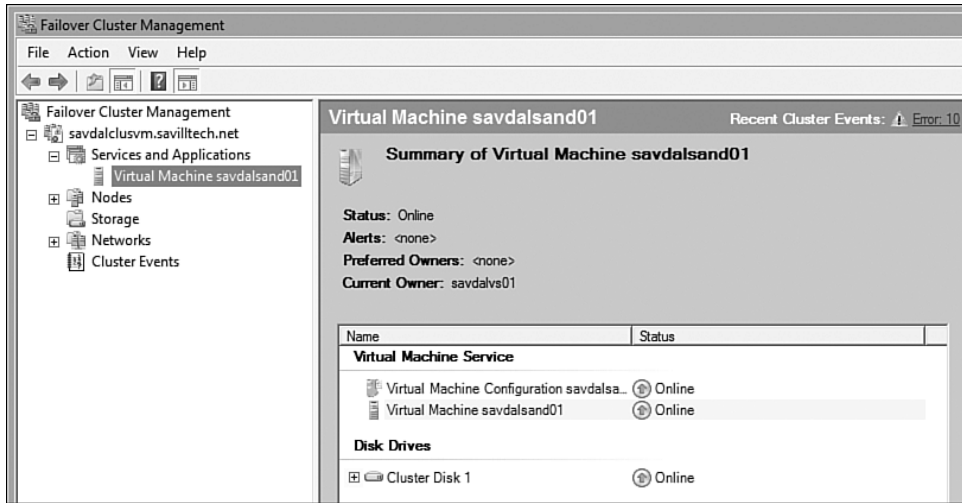 Failover Cluster Management
File Action View Help
Failover Cluster Management
savdalclusvm.savilltech.net
Services and Applications
Virtual Machine savdalsand01
Nodes
Storage
Networks
Cluster Events
Virtual Machine savdalsand01 Recent Cluster Events: Error: 10
Summary of Virtual Machine savdalsand01
Status: Online
Alerts: <none>
Preferred Owners: <none>
Current Owner: savdalvs01
Name Status
Virtual Machine Service
Virtual Machine Configuration savdalsa... Online
Virtual Machine savdalsand01 Online
Disk Drives
Cluster Disk 1 Online